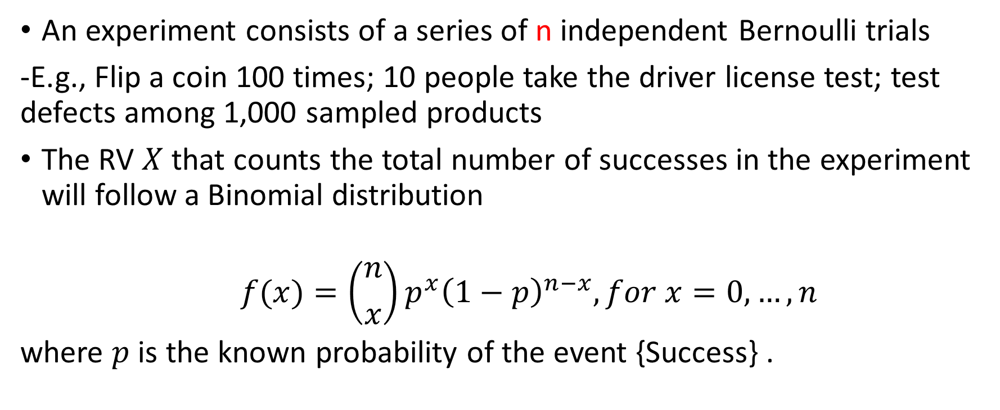 • An experiment consists of a series of n independent Bernoulli trials
-E.g., Flip a coin 100 times; 10 people take the driver license test; test
defects among 1,000 sampled products
• The RV X that counts the total number of successes in the experiment
will follow a Binomial distribution
f(x) = (n x) pˣ(1 − p)ⁿ⁻ˣ, for x = 0, … , n
where p is the known probability of the event {Success} .